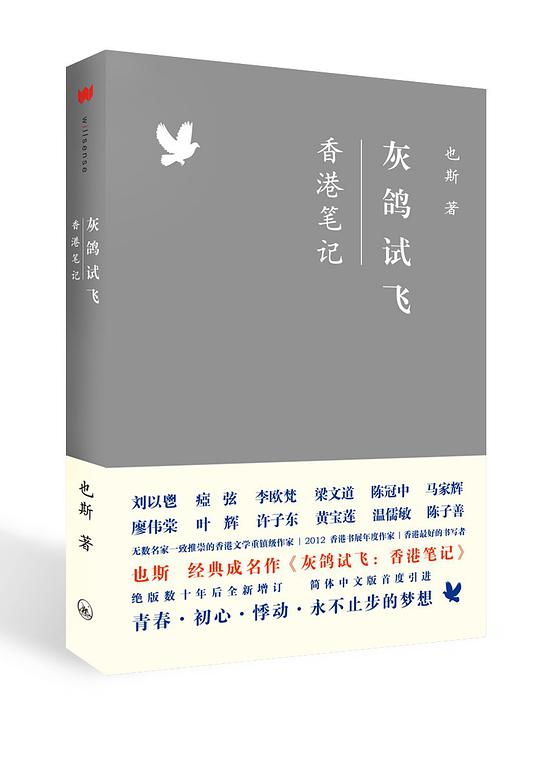 willsense
灰鸽试飞
香港笔记
也斯 著
也斯 著
灰鸽试飞
香港笔记
刘以鬯 瘂弦 李欧梵 梁文道 陈冠中 马家辉
廖伟棠 叶辉 许子东 黄宝莲 温儒敏 陈子善
无数名家一致推崇的香港文学重镇级作家 | 2012 香港书展年度作家 | 香港最好的书写者
也斯 经典成名作《灰鸽试飞：香港笔记》
绝版数十年后全新增订 简体中文版首度引进
青春·初心·悸动·永不止步的梦想